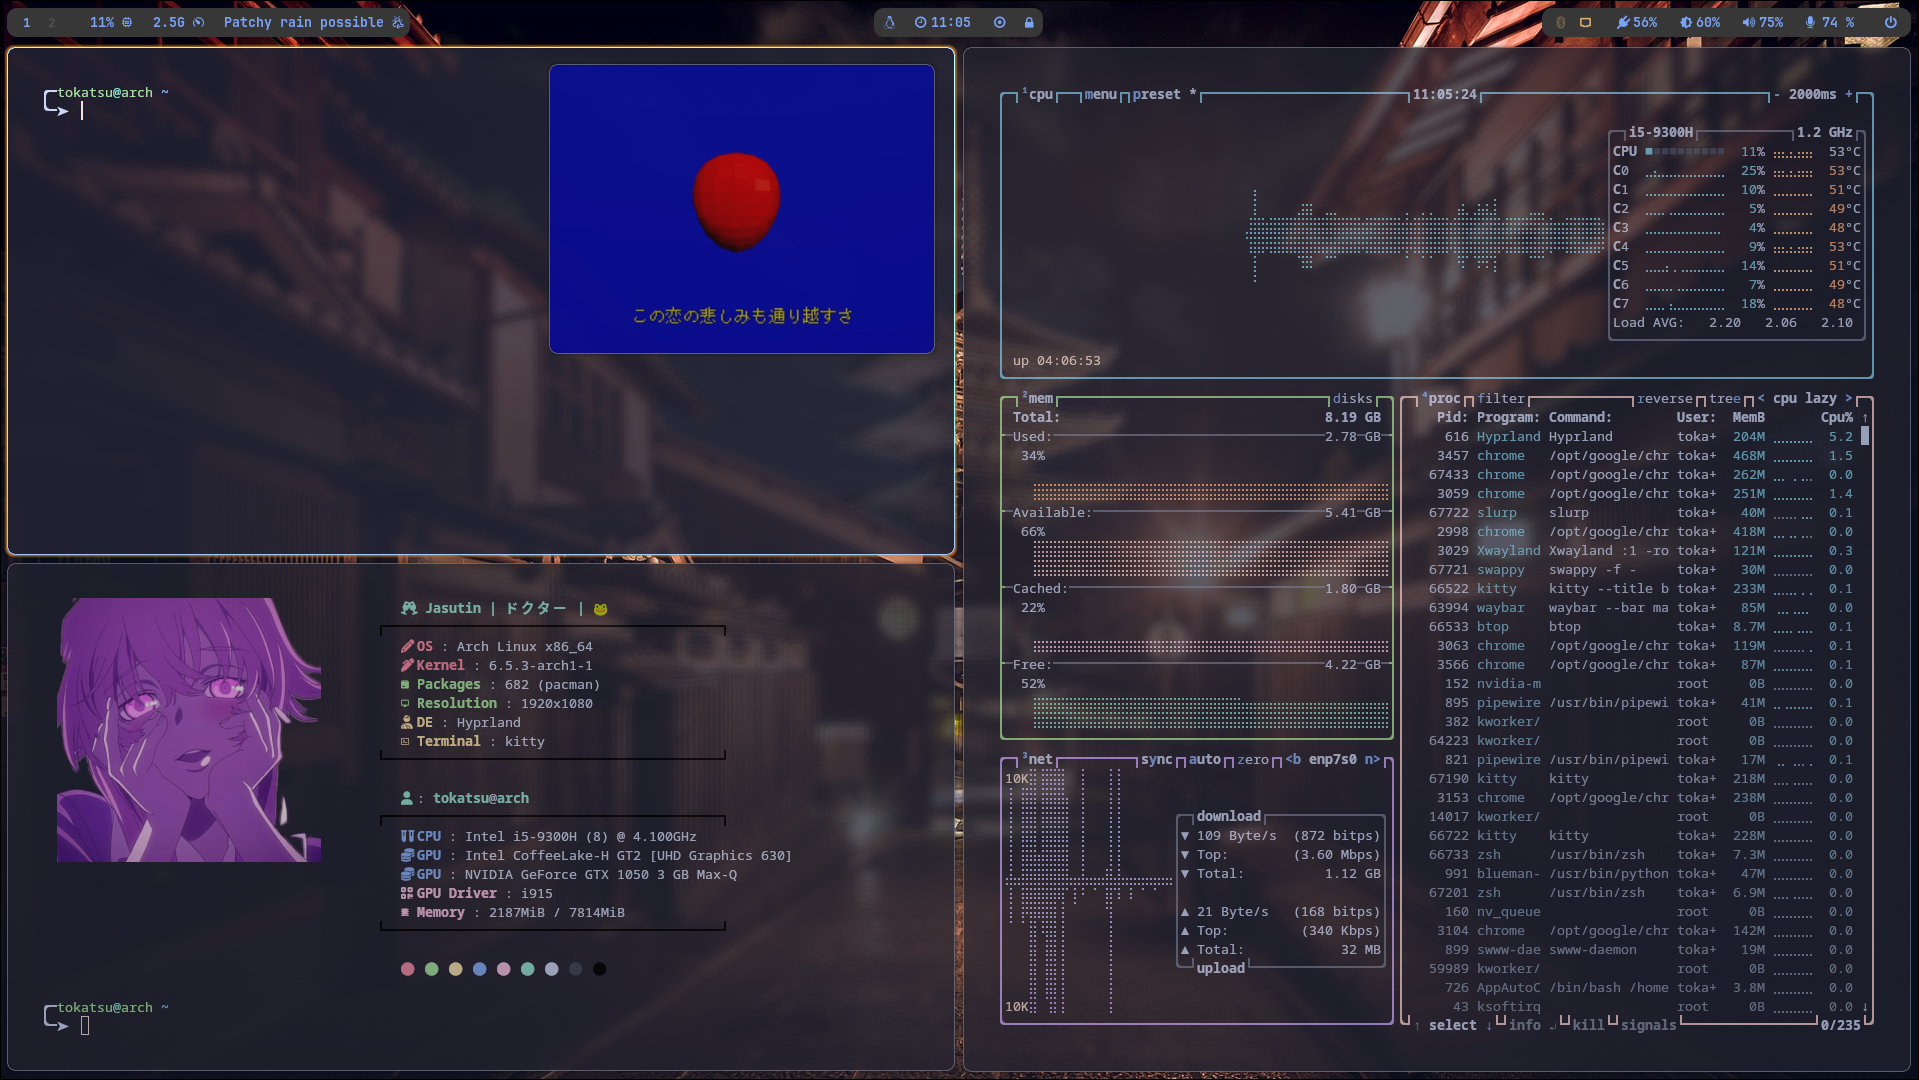 1 2 11% 2.5G Patchy rain possible
11:05
56% 60% 75% 74 %
tokatsu@arch ~
この恋の悲しみも通り越すさ
¹cpu menu preset * 11:05:24 - 2000ms +
i5-9300H 1.2 GHz
CPU 11% 53°C
C0 25% 53°C
C1 10% 51°C
C2 5% 49°C
C3 4% 48°C
C4 9% 53°C
C5 14% 51°C
C6 7% 49°C
C7 18% 48°C
Load AVG: 2.20 2.06 2.10
up 04:06:53
²mem disks
Total: 8.19 GB
Used: 2.78 GB
34%
Available: 5.41 GB
66%
Cached: 1.80 GB
22%
Free: 4.22 GB
52%
³net sync auto zero <b enp7s0 n>
10K
download
▼ 109 Byte/s (872 bitps)
▼ Top: (3.60 Mbps)
▼ Total: 1.12 GB
▲ 21 Byte/s (168 bitps)
▲ Top: (340 Kbps)
▲ Total: 32 MB
upload
10K
⁴proc filter reverse tree < cpu lazy >
Pid: Program: Command: User: MemB Cpu% ↑
616 Hyprland Hyprland toka+ 204M 5.2
3457 chrome /opt/google/chr toka+ 468M 1.5
67433 chrome /opt/google/chr toka+ 262M 0.0
3059 chrome /opt/google/chr toka+ 251M 1.4
67722 slurp slurp toka+ 40M 0.1
2998 chrome /opt/google/chr toka+ 418M 0.0
3029 Xwayland Xwayland :1 -ro toka+ 121M 0.3
67721 swappy swappy -f - toka+ 30M 0.0
66522 kitty kitty --title b toka+ 233M 0.1
63994 waybar waybar --bar ma toka+ 85M 0.0
66533 btop btop toka+ 8.7M 0.1
3063 chrome /opt/google/chr toka+ 119M 0.1
3566 chrome /opt/google/chr toka+ 87M 0.1
152 nvidia-m root 0B 0.0
895 pipewire /usr/bin/pipewi toka+ 41M 0.1
382 kworker/ root 0B 0.0
64223 kworker/ root 0B 0.0
821 pipewire /usr/bin/pipewi toka+ 17M 0.1
67190 kitty kitty toka+ 218M 0.0
3153 chrome /opt/google/chr toka+ 238M 0.0
14017 kworker/ root 0B 0.0
66722 kitty kitty toka+ 228M 0.0
66733 zsh /usr/bin/zsh toka+ 7.3M 0.0
991 blueman- /usr/bin/python toka+ 47M 0.0
67201 zsh /usr/bin/zsh toka+ 6.9M 0.0
160 nv_queue root 0B 0.0
3104 chrome /opt/google/chr toka+ 142M 0.0
899 swww-dae swww-daemon toka+ 19M 0.0
59989 kworker/ root 0B 0.0
726 AppAutoC /bin/bash /home toka+ 3.8M 0.0
43 ksoftirq root 0B 0.0 ↓
↑ select ↓ info ↵ kill signals 0/235
Jasutin | ドクター |
OS : Arch Linux x86_64
Kernel : 6.5.3-arch1-1
Packages : 682 (pacman)
Resolution : 1920x1080
DE : Hyprland
Terminal : kitty
: tokatsu@arch
CPU : Intel i5-9300H (8) @ 4.100GHz
GPU : Intel CoffeeLake-H GT2 [UHD Graphics 630]
GPU : NVIDIA GeForce GTX 1050 3 GB Max-Q
GPU Driver : i915
Memory : 2187MiB / 7814MiB
tokatsu@arch ~